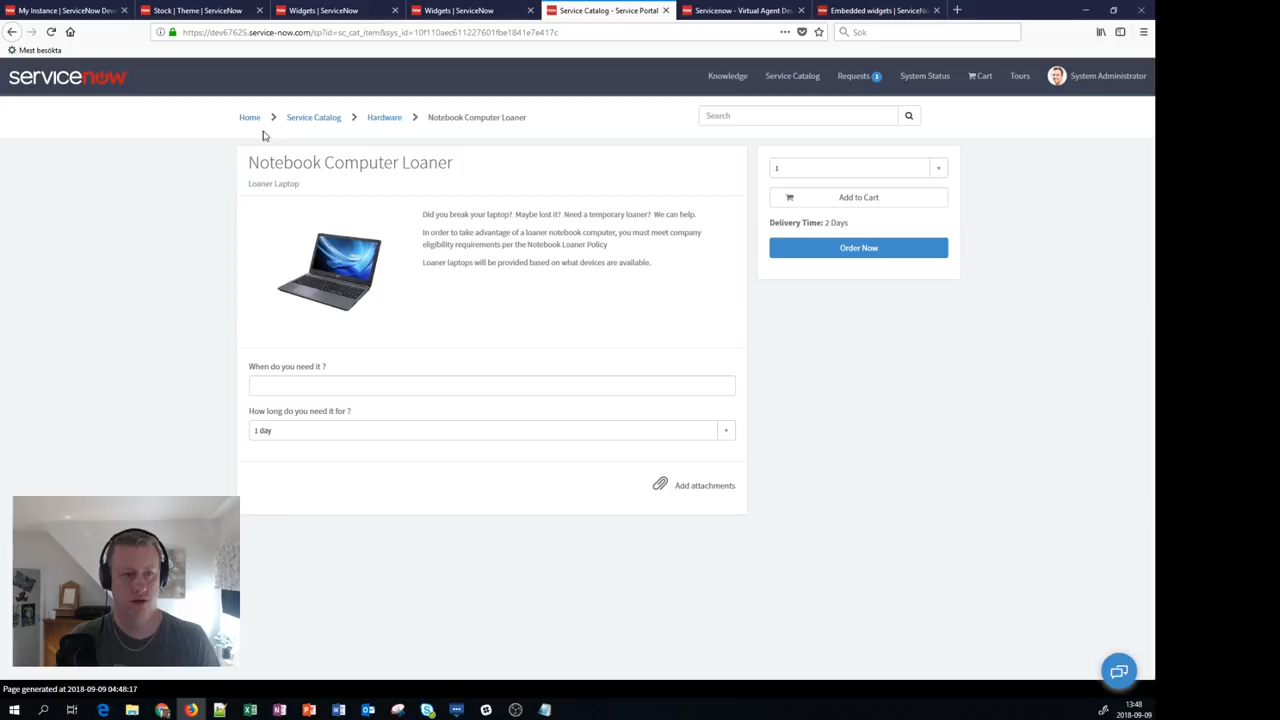 My Instance | ServiceNow Dev
Stock | Theme | ServiceNow
Widgets | ServiceNow
Widgets | ServiceNow
Service Catalog - Service Portal
Servicenow - Virtual Agent De
Embedded widgets | ServiceN
https://dev67625.service-now.com/sp?id=sc_cat_item&sys_id=10f110aec611227601fbe1841e7e417c
Sök
Mest besökta
servicenow
Knowledge
Service Catalog
Requests 1
System Status
Cart
Tours
System Administrator
Home > Service Catalog > Hardware > Notebook Computer Loaner
Search
Notebook Computer Loaner
Loaner Laptop
Did you break your laptop? Maybe lost it? Need a temporary loaner? We can help.
In order to take advantage of a loaner notebook computer, you must meet company
eligibility requirements per the Notebook Loaner Policy
Loaner laptops will be provided based on what devices are available.
When do you need it ?
How long do you need it for ?
1 day
Add attachments
1
Add to Cart
Delivery Time: 2 Days
Order Now
Page generated at 2018-09-09 04:48:17
13:48
2018-09-09